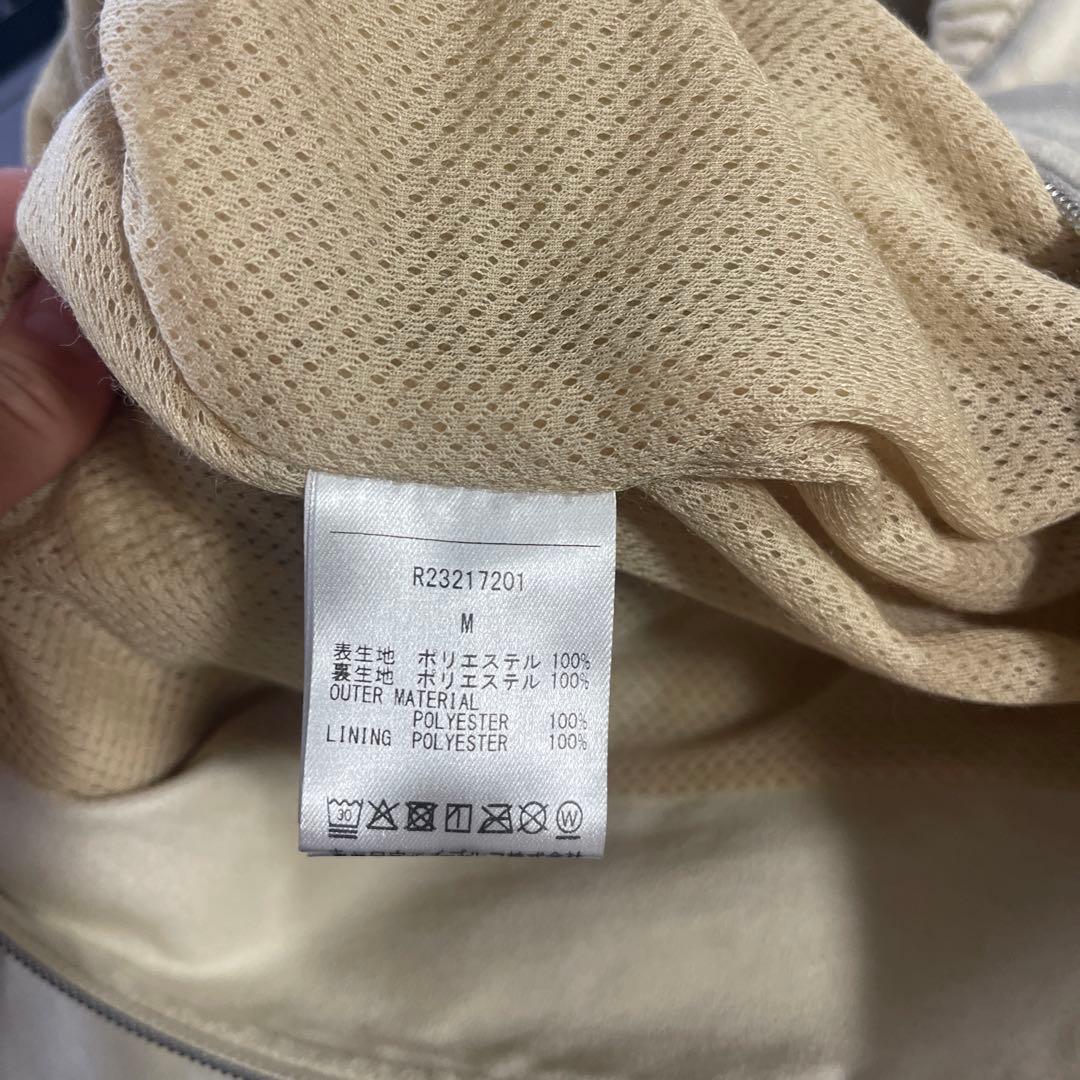 R23217201
M
表生地 ポリエステル 100%
裏生地 ポリエステル 100%
OUTER MATERIAL
POLYESTER 100%
LINING POLYESTER 100%
30
W